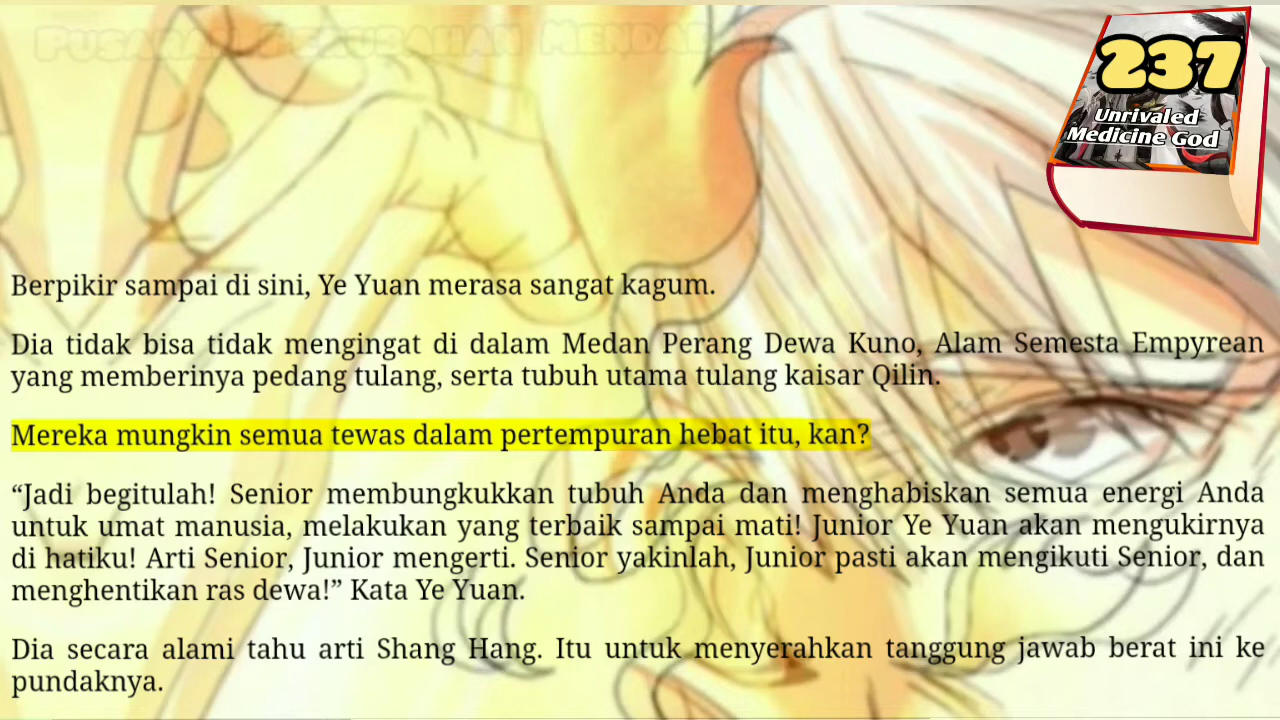 237
Unrivaled
Medicine God
Berpikir sampai di sini, Ye Yuan merasa sangat kagum.
Dia tidak bisa tidak mengingat di dalam Medan Perang Dewa Kuno, Alam Semesta Empyrean
yang memberinya pedang tulang, serta tubuh utama tulang kaisar Qilin.
Mereka mungkin semua tewas dalam pertempuran hebat itu, kan?
“Jadi begitulah! Senior membungkukkan tubuh Anda dan menghabiskan semua energi Anda
untuk umat manusia, melakukan yang terbaik sampai mati! Junior Ye Yuan akan mengukirnya
di hatiku! Arti Senior, Junior mengerti. Senior yakinlah, Junior pasti akan mengikuti Senior, dan
menghentikan ras dewa!” Kata Ye Yuan.
Dia secara alami tahu arti Shang Hang. Itu untuk menyerahkan tanggung jawab berat ini ke
pundaknya.